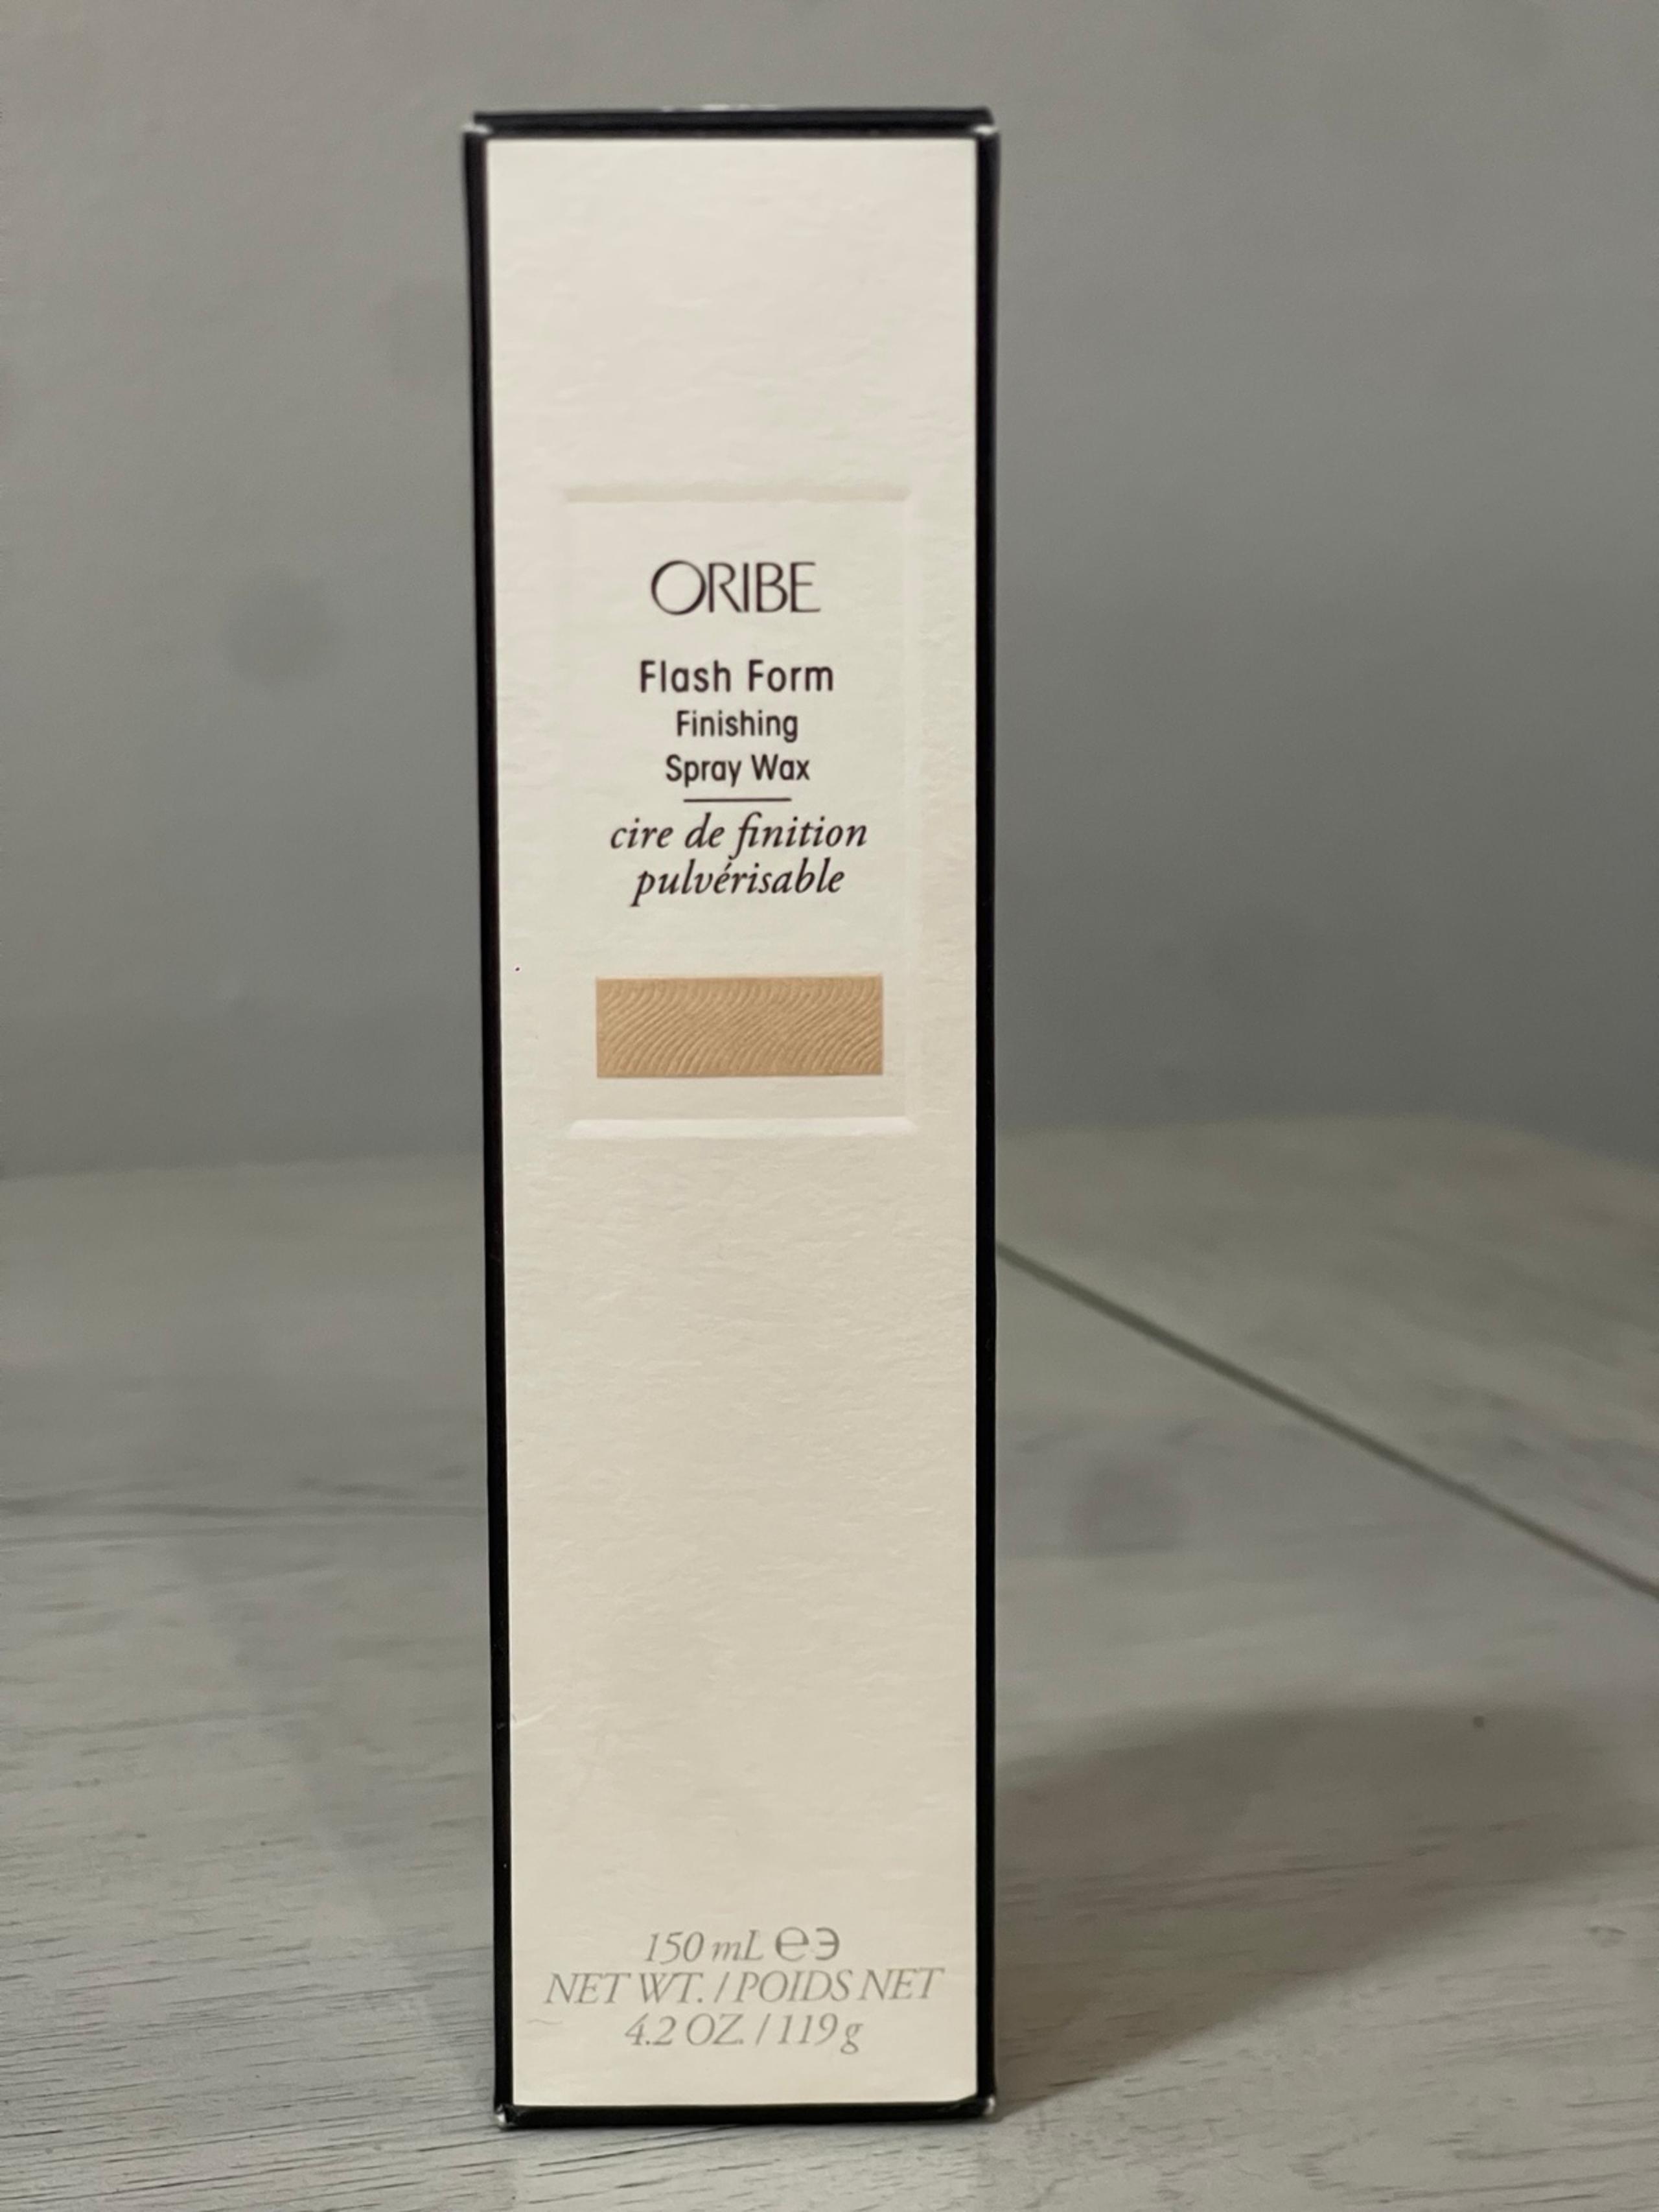 ORIBE
Flash Form
Finishing
Spray Wax
cire de finition
pulvérisable
150 mL ℮ ɘ
NET WT. / POIDS NET
4.2 OZ. / 119 g